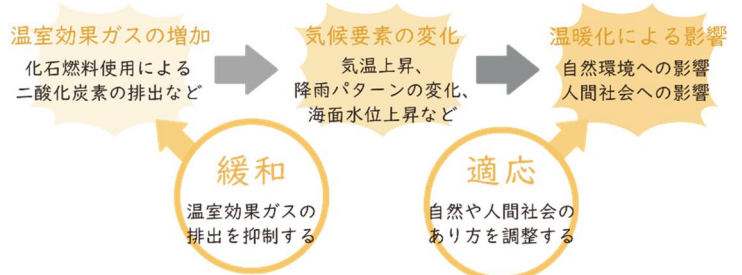 温室効果ガスの増加
化石燃料使用による
二酸化炭素の排出など
気候要素の変化
気温上昇、
降雨パターンの変化、
海面水位上昇など
温暖化による影響
自然環境への影響
人間社会への影響
緩和
温室効果ガスの
排出を抑制する
適応
自然や人間社会の
あり方を調整する